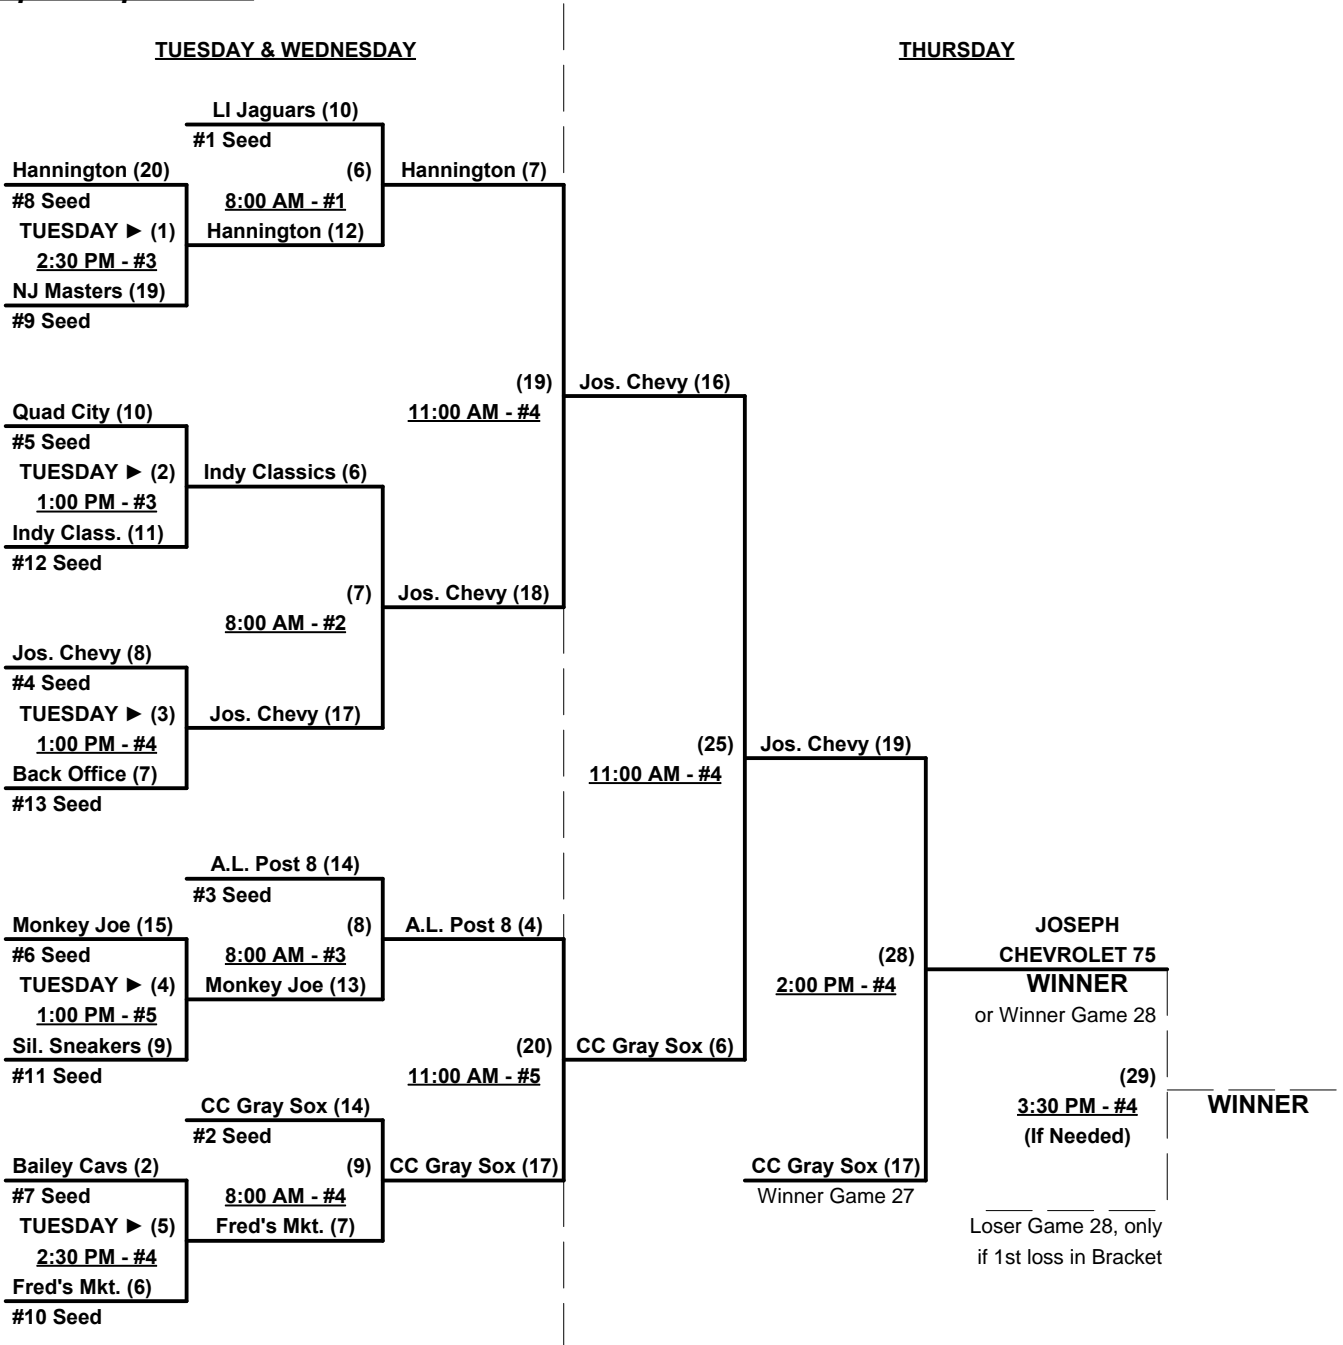 TUESDAY & WEDNESDAY
THURSDAY
LI Jaguars (10)
#1 Seed
Hannington (20)
(6)
Hannington (7)
#8 Seed
8:00 AM - #1
TUESDAY ► (1)
Hannington (12)
2:30 PM - #3
NJ Masters (19)
#9 Seed
(19)
Jos. Chevy (16)
Quad City (10)
11:00 AM - #4
#5 Seed
TUESDAY ► (2)
Indy Classics (6)
1:00 PM - #3
Indy Class. (11)
#12 Seed
(7)
Jos. Chevy (18)
8:00 AM - #2
Jos. Chevy (8)
#4 Seed
TUESDAY ► (3)
Jos. Chevy (17)
1:00 PM - #4
(25)
Jos. Chevy (19)
Back Office (7)
11:00 AM - #4
#13 Seed
A.L. Post 8 (14)
#3 Seed
Monkey Joe (15)
(8)
A.L. Post 8 (4)
JOSEPH
#6 Seed
8:00 AM - #3
(28)
CHEVROLET 75
TUESDAY ► (4)
Monkey Joe (13)
2:00 PM - #4
WINNER
1:00 PM - #5
or Winner Game 28
Sil. Sneakers (9)
(20)
CC Gray Sox (6)
#11 Seed
11:00 AM - #5
(29)
CC Gray Sox (14)
3:30 PM - #4
WINNER
#2 Seed
(If Needed)
Bailey Cavs (2)
(9)
CC Gray Sox (17)
CC Gray Sox (17)
#7 Seed
8:00 AM - #4
Winner Game 27
TUESDAY ► (5)
Fred's Mkt. (7)
Loser Game 28, only
2:30 PM - #4
if 1st loss in Bracket
Fred's Mkt. (6)
#10 Seed